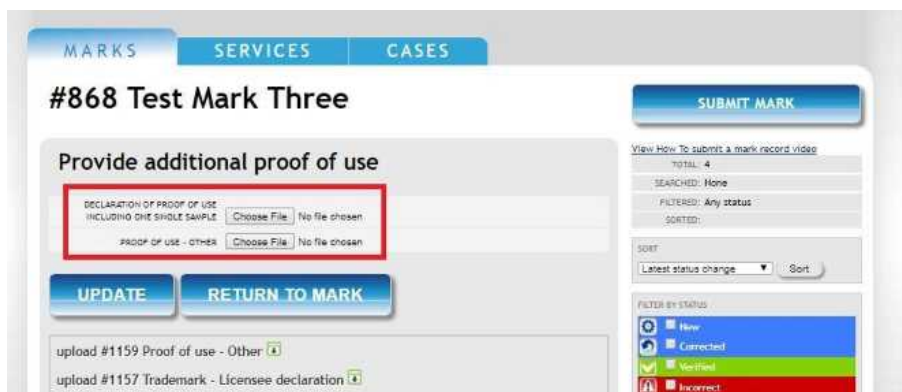 MARKS SERVICES CASES
#868 Test Mark Three
Provide additional proof of use
DECLARATION OF PROOF OF USE
INCLUDING ONE SINGLE SAMPLE Choose File No file chosen
PROOF OF USE - OTHER Choose File No file chosen
UPDATE RETURN TO MARK
upload #1159 Proof of use - Other
upload #1157 Trademark - Licensee declaration
SUBMIT MARK
View How To submit a mark record video
TOTAL: 4
SEARCHED: None
FILTERED: Any status
SORTED:
SORT
Latest status change Sort
FILTER BY STATUS
New
Corrected
Verified
Incorrect